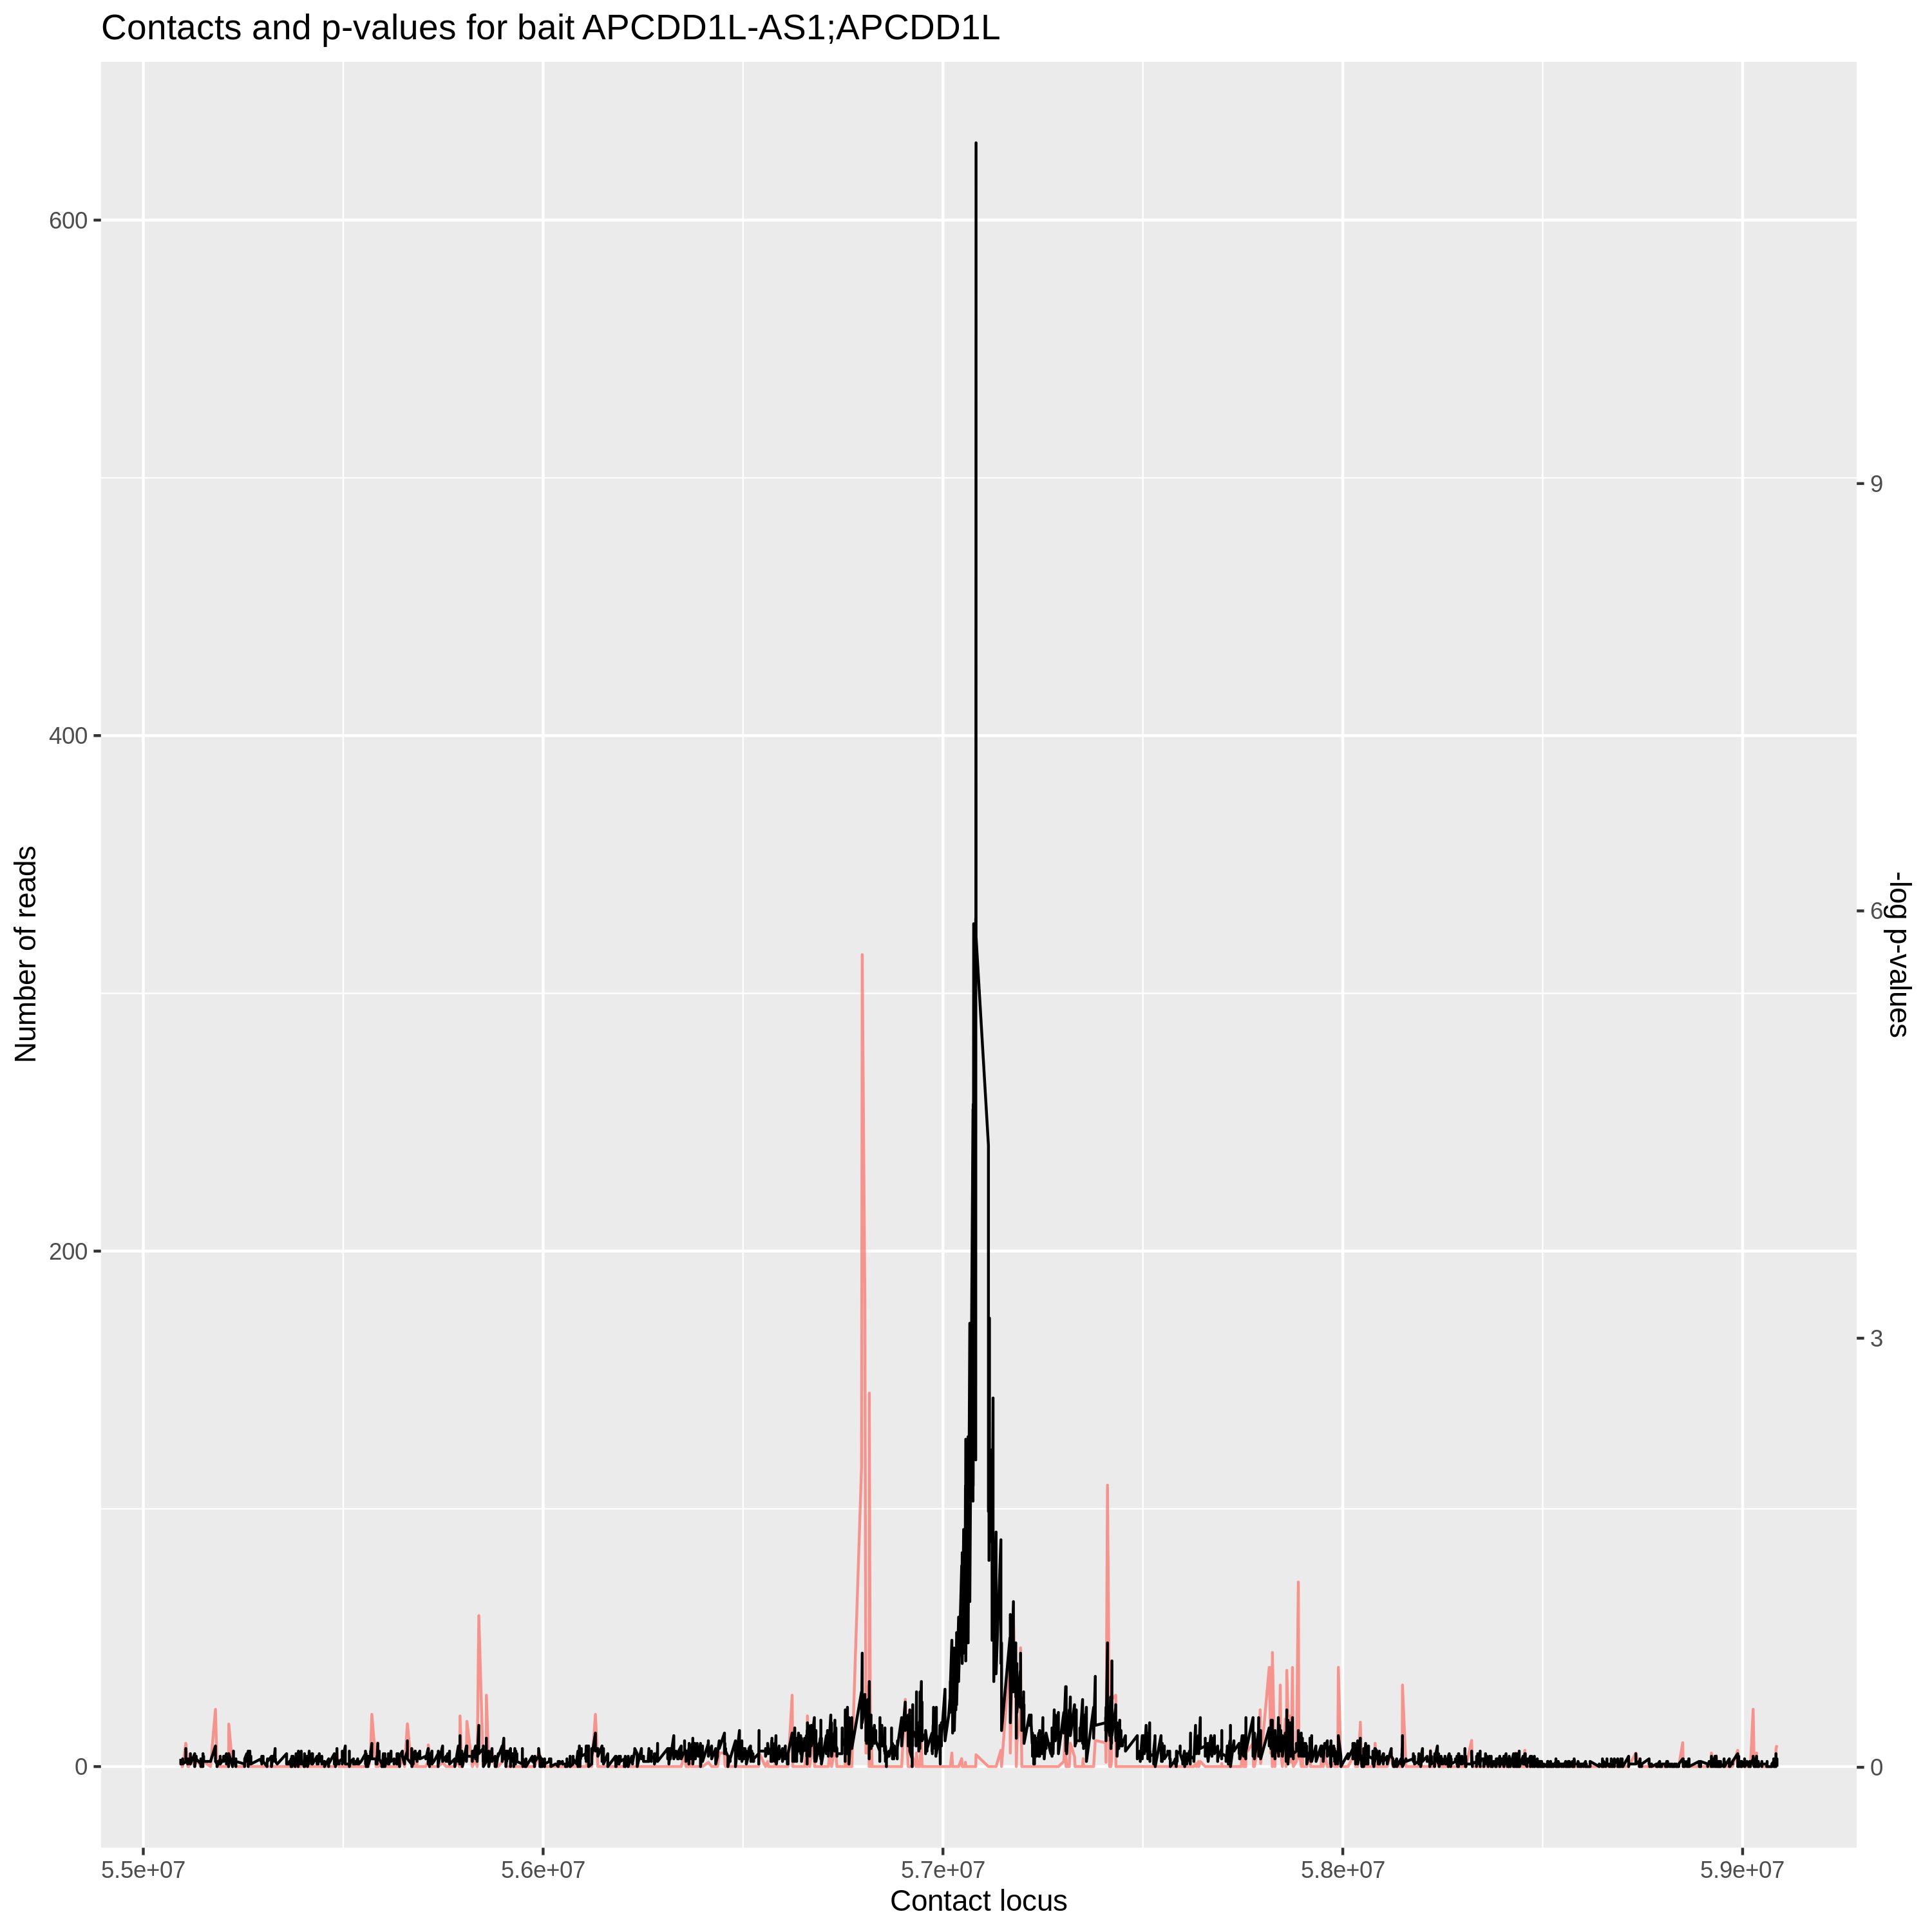 Contacts and p-values for bait APCDD1L-AS1;APCDD1L
600
400
200
0
Number of reads
9
6
3
0
-log p-values
5.5e+07
5.6e+07
5.7e+07
5.8e+07
5.9e+07
Contact locus